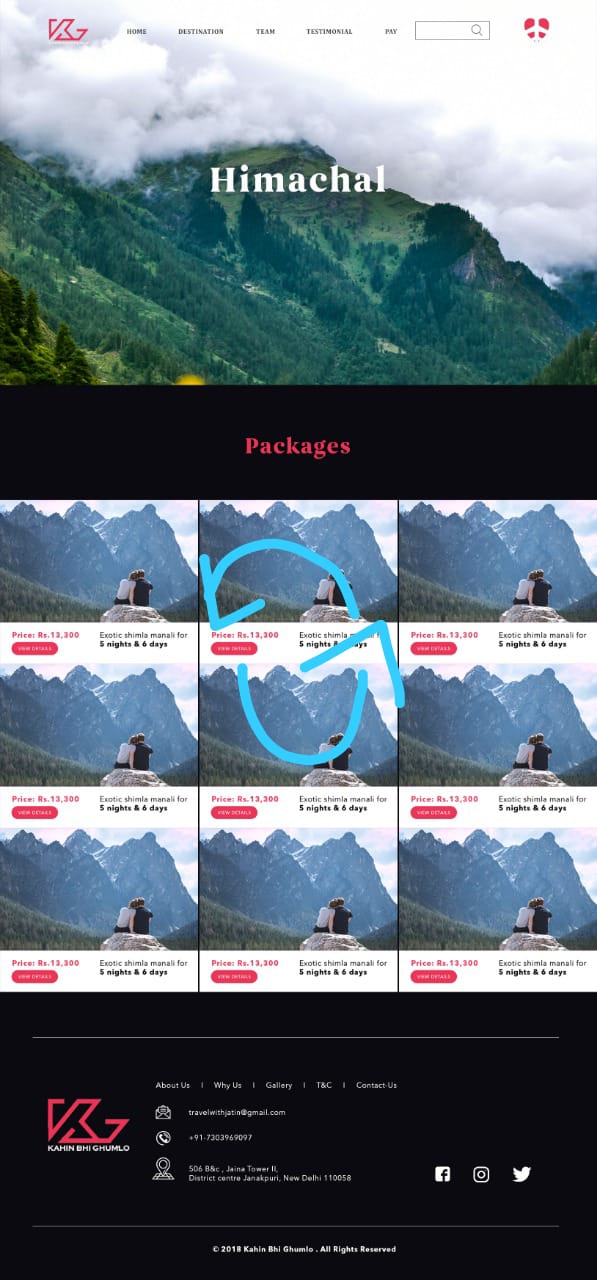 HOME DESTINATION TEAM TESTIMONIAL PAY
Himachal
Packages
Price: Rs.13,300 Exotic shimla manali for
VIEW DETAILS 5 nights & 6 days
Price: Rs.13,300 Exotic shimla manali for
VIEW DETAILS 5 nights & 6 days
Price: Rs.13,300 Exotic shimla manali for
VIEW DETAILS 5 nights & 6 days
Price: Rs.13,300 Exotic shimla manali for
VIEW DETAILS 5 nights & 6 days
Price: Rs.13,300 Exotic shimla manali for
VIEW DETAILS 5 nights & 6 days
Price: Rs.13,300 Exotic shimla manali for
VIEW DETAILS 5 nights & 6 days
Price: Rs.13,300 Exotic shimla manali for
VIEW DETAILS 5 nights & 6 days
Price: Rs.13,300 Exotic shimla manali for
VIEW DETAILS 5 nights & 6 days
Price: Rs.13,300 Exotic shimla manali for
VIEW DETAILS 5 nights & 6 days
About Us | Why Us | Gallery | T&C | Contact-Us
KG
KAHIN BHI GHUMLO
travelwithjatin@gmail.com
+91-7303969097
506 B&c , Jaina Tower II,
District centre Janakpuri, New Delhi 110058
© 2018 Kahin Bhi Ghumlo . All Rights Reserved